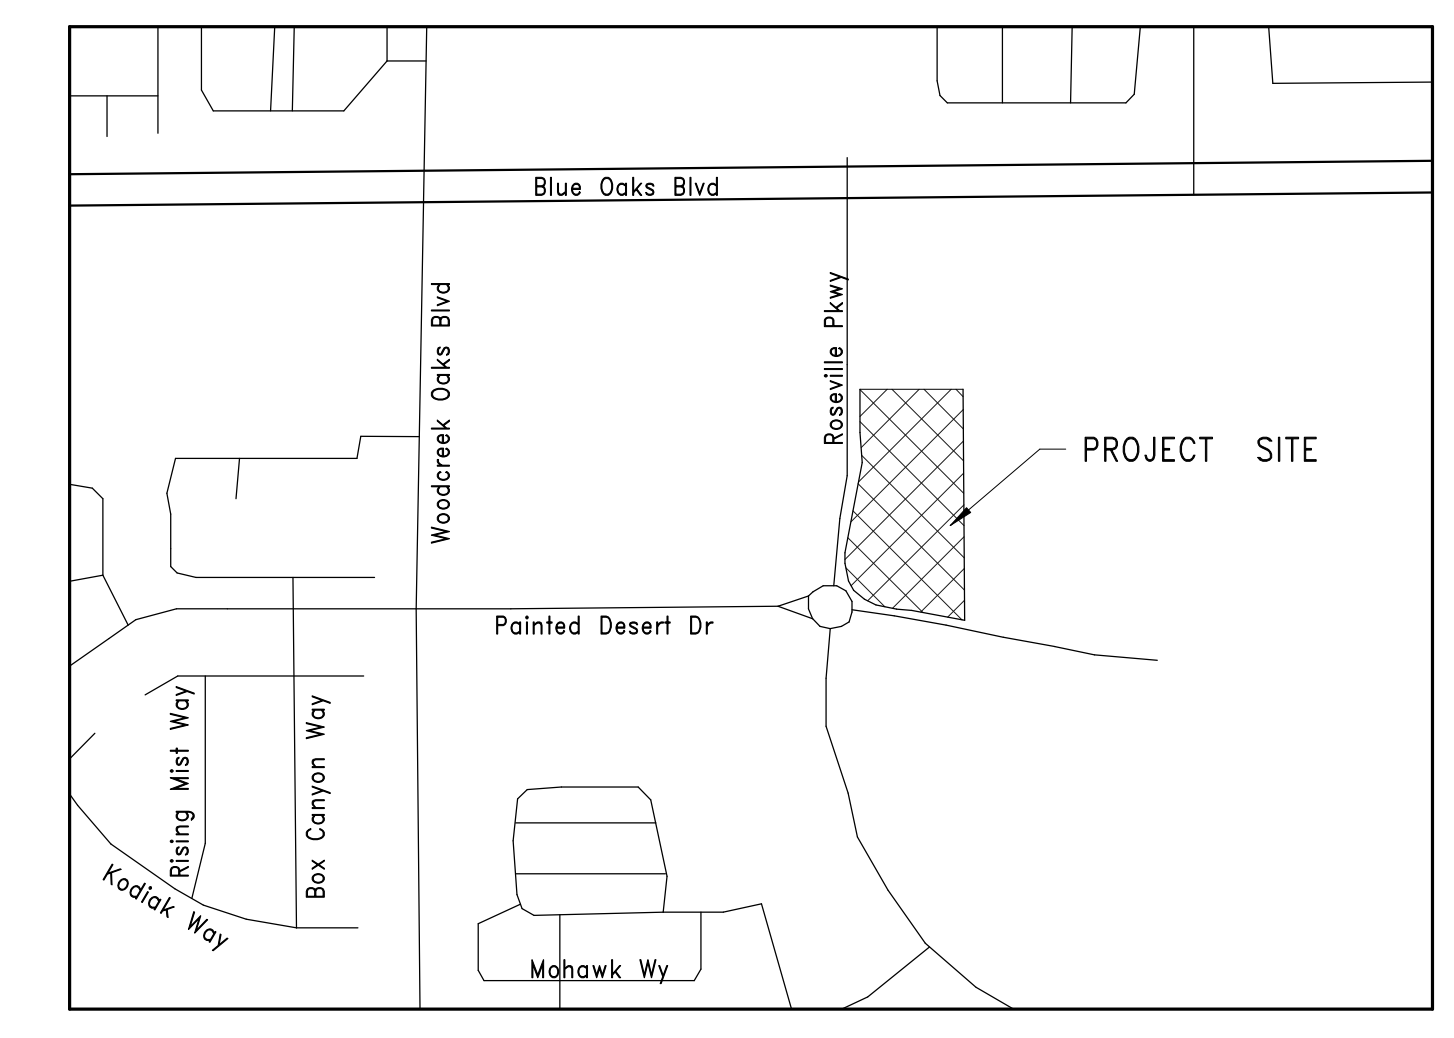 Blue Oaks Blvd
Woodcreek Oaks Blvd
Roseville Pkwy
PROJECT SITE
Painted Desert Dr
Rising Mist Way
Box Canyon Way
Kodiak Way
Mohawk Wy